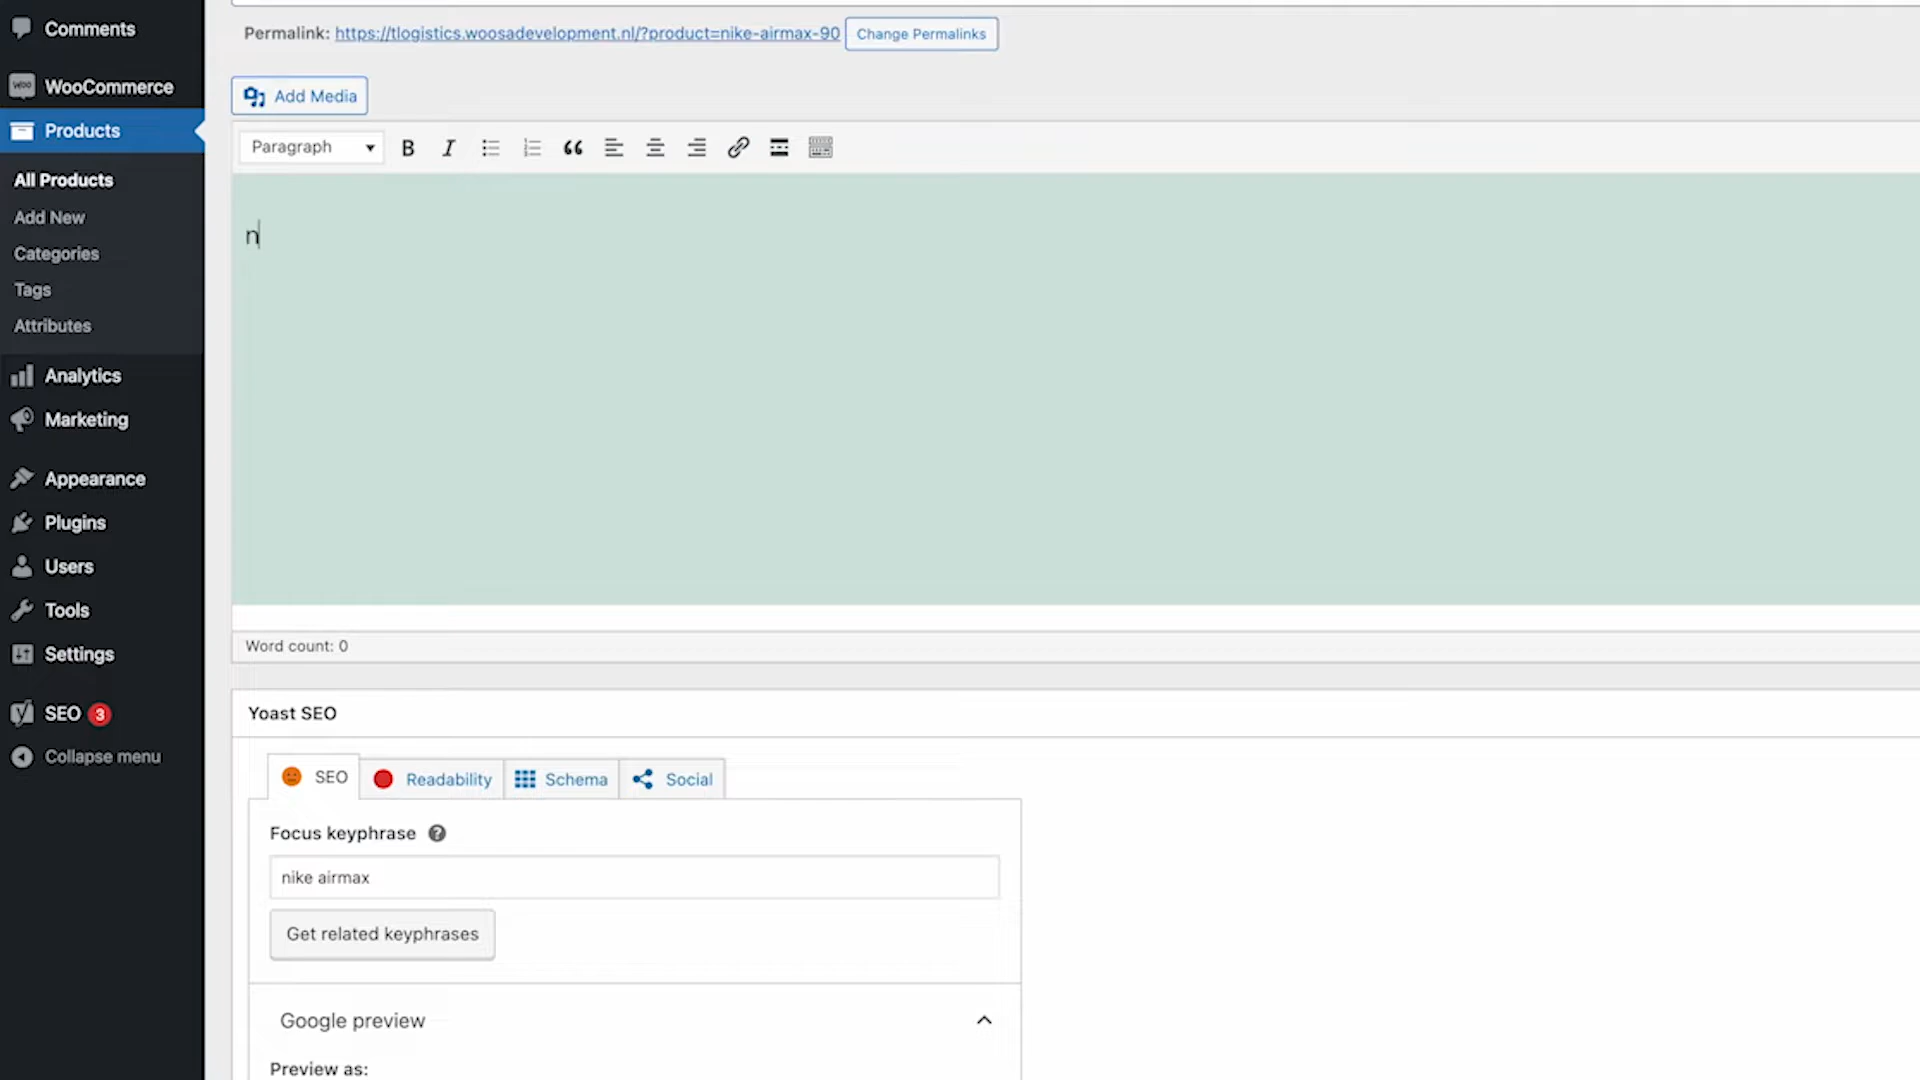 Comments
WooCommerce
Products
All Products
Add New
Categories
Tags
Attributes
Analytics
Marketing
Appearance
Plugins
Users
Tools
Settings
SEO 3
Collapse menu
Permalink: https://tlogistics.woosadevelopment.nl/?product=nike-airmax-90 Change Permalinks
Add Media
Paragraph
n
Word count: 0
Yoast SEO
SEO Readability Schema Social
Focus keyphrase
nike airmax
Get related keyphrases
Google preview
Preview as: